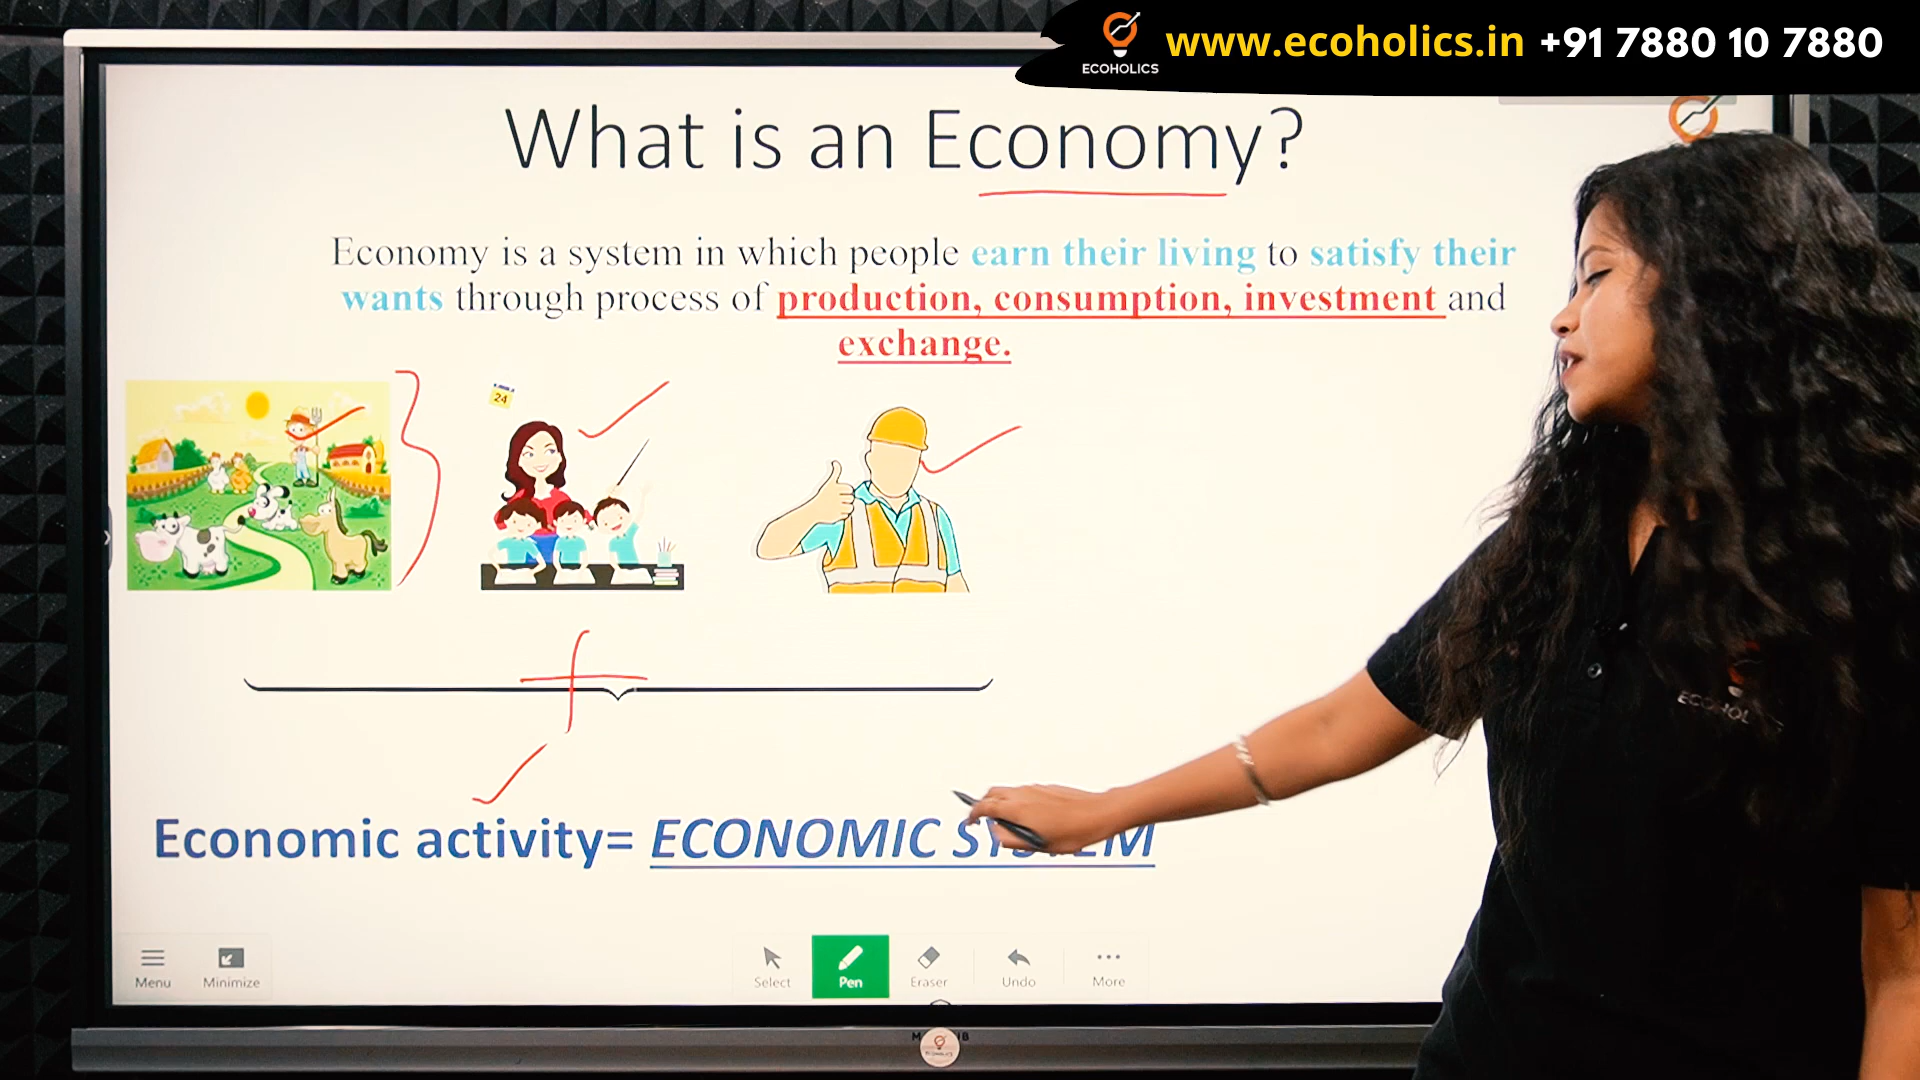 www.ecoholics.in +91 7880 10 7880
ECOHOLICS
What is an Economy?
Economy is a system in which people earn their living to satisfy their
wants through process of production, consumption, investment and
exchange.
24
Economic activity= ECONOMIC SYSTEM
Menu
Minimize
Select
Pen
Eraser
Undo
More
ECOHOLICS